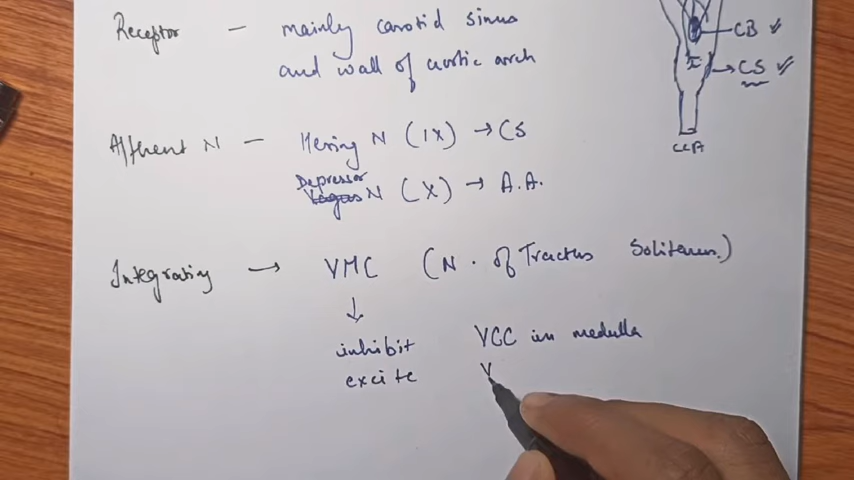 Receptor – mainly carotid sinus
and wall of aortic arch
CB ✓
CS ✓
CCA
Afferent N – Hering N (IX) → CS
Depressor
Vagus N (X) → A.A.
Integrating → VMC (N. of Tractus Solitarius.)
↓
inhibit VCC in medulla
excite V